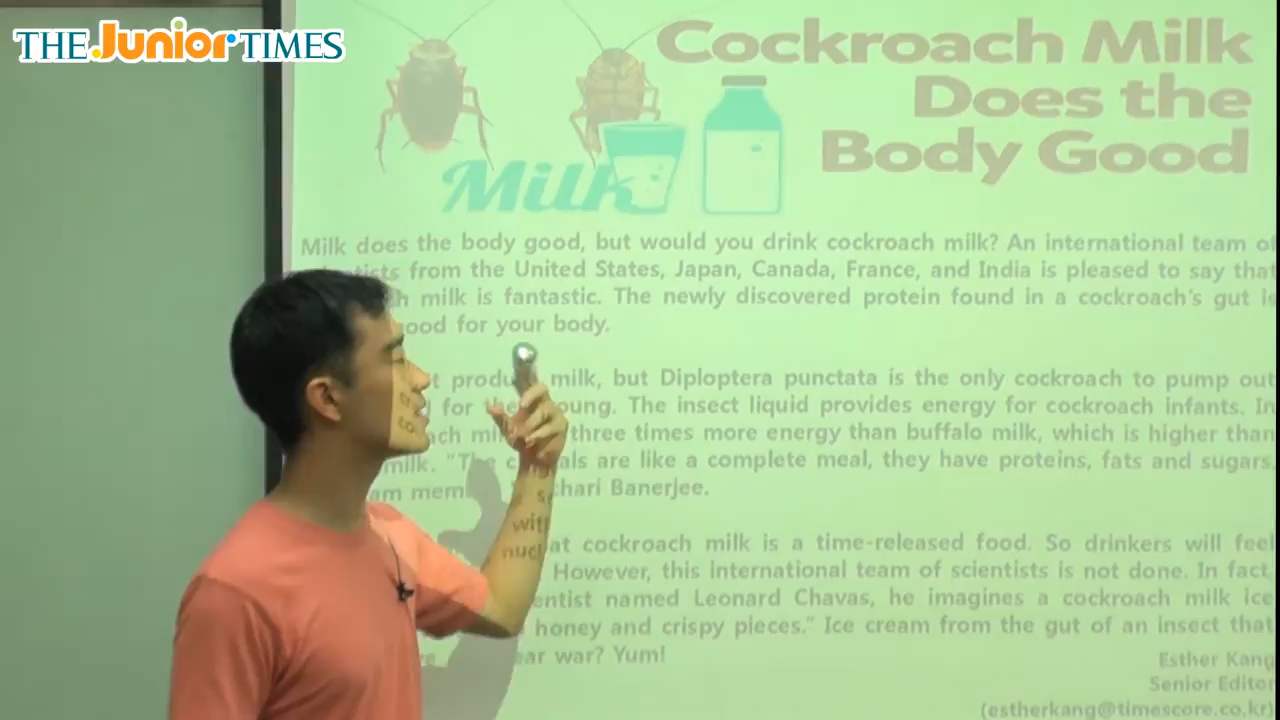 THE Junior TIMES
Cockroach Milk
Does the
Body Good
Milk
Milk does the body good, but would you drink cockroach milk? An international team of
from the United States, Japan, Canada, France, and India is pleased to say that
milk is fantastic. The newly discovered protein found in a cockroach's gut is
good for your body.
milk, but Diploptera punctata is the only cockroach to pump out
for the young. The insect liquid provides energy for cockroach infants. In
three times more energy than buffalo milk, which is higher than
milk. "The crystals are like a complete meal, they have proteins, fats and sugars,
Banerjee.
cockroach milk is a time-released food. So drinkers will feel
However, this international team of scientists is not done. In fact,
named Leonard Chavas, he imagines a cockroach milk ice
honey and crispy pieces." Ice cream from the gut of an insect that
war? Yum!
Esther Kang
Senior Editor
(estherkang@timescore.co.kr)